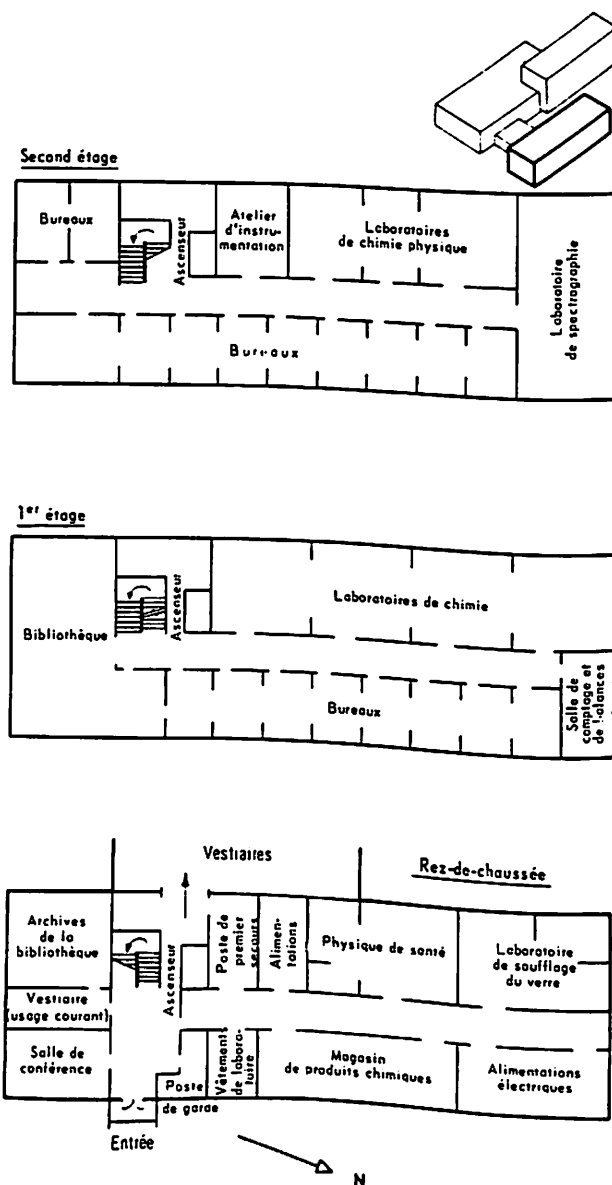 Second étage
Bureaux
Ascenseur
Atelier
d'instru-
mentation
Laboratoires
de chimie physique
Laboratoire
de spectrographie
Bureaux
1er étage
Bibliothèque
Ascenseur
Laboratoires de chimie
Bureaux
Salle de
comptage et
de balances
Vestiaires
Rez-de-chaussée
Archives
de la
bibliothèque
Ascenseur
Poste de
premier
secours
Alimen-
tations
Physique de santé
Laboratoire
de soufflage
du verre
Vestiaire
(usage courant)
Salle de
conférence
Poste
de garde
Vêtements
de labora-
toire
Magasin
de produits chimiques
Alimentations
électriques
Entrée
N